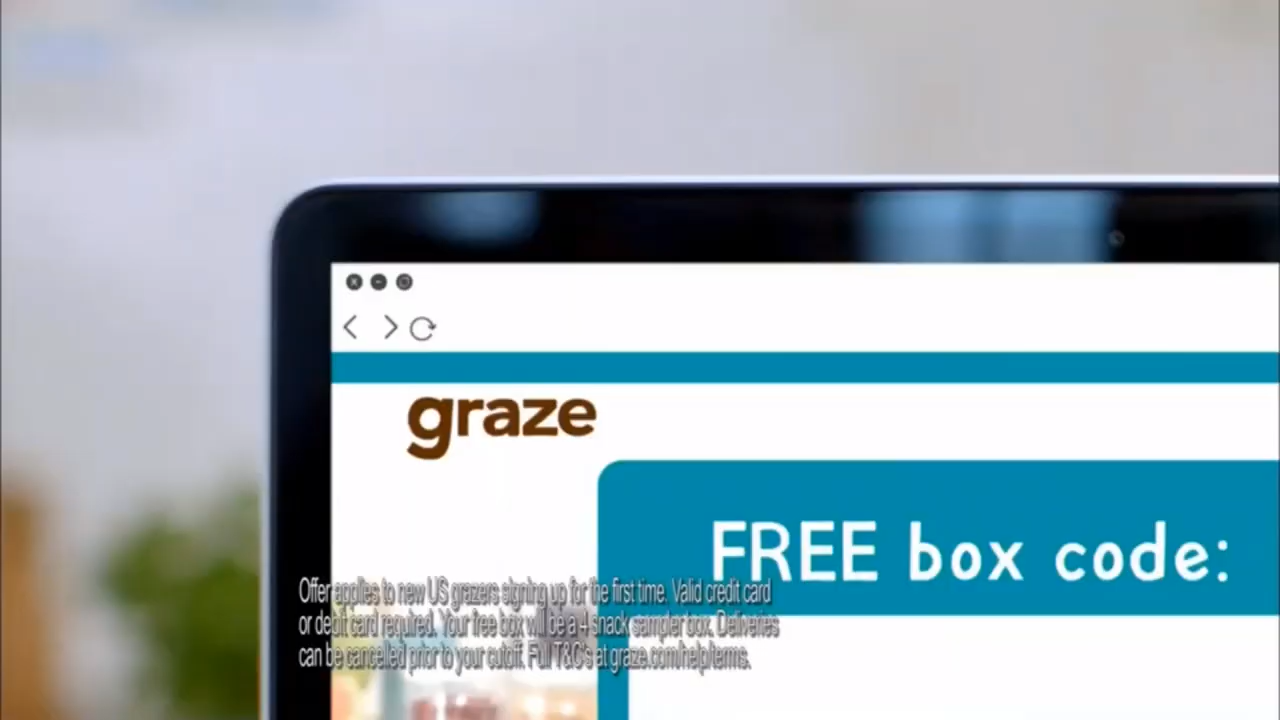 graze
FREE box code:
Offer applies to new US grazers signing up for the first time. Valid credit card
or debit card required. Your free box will be a 4 snack sampler box. Deliveries
can be cancelled prior to your cutoff. Full T&C's at graze.com/help/terms.